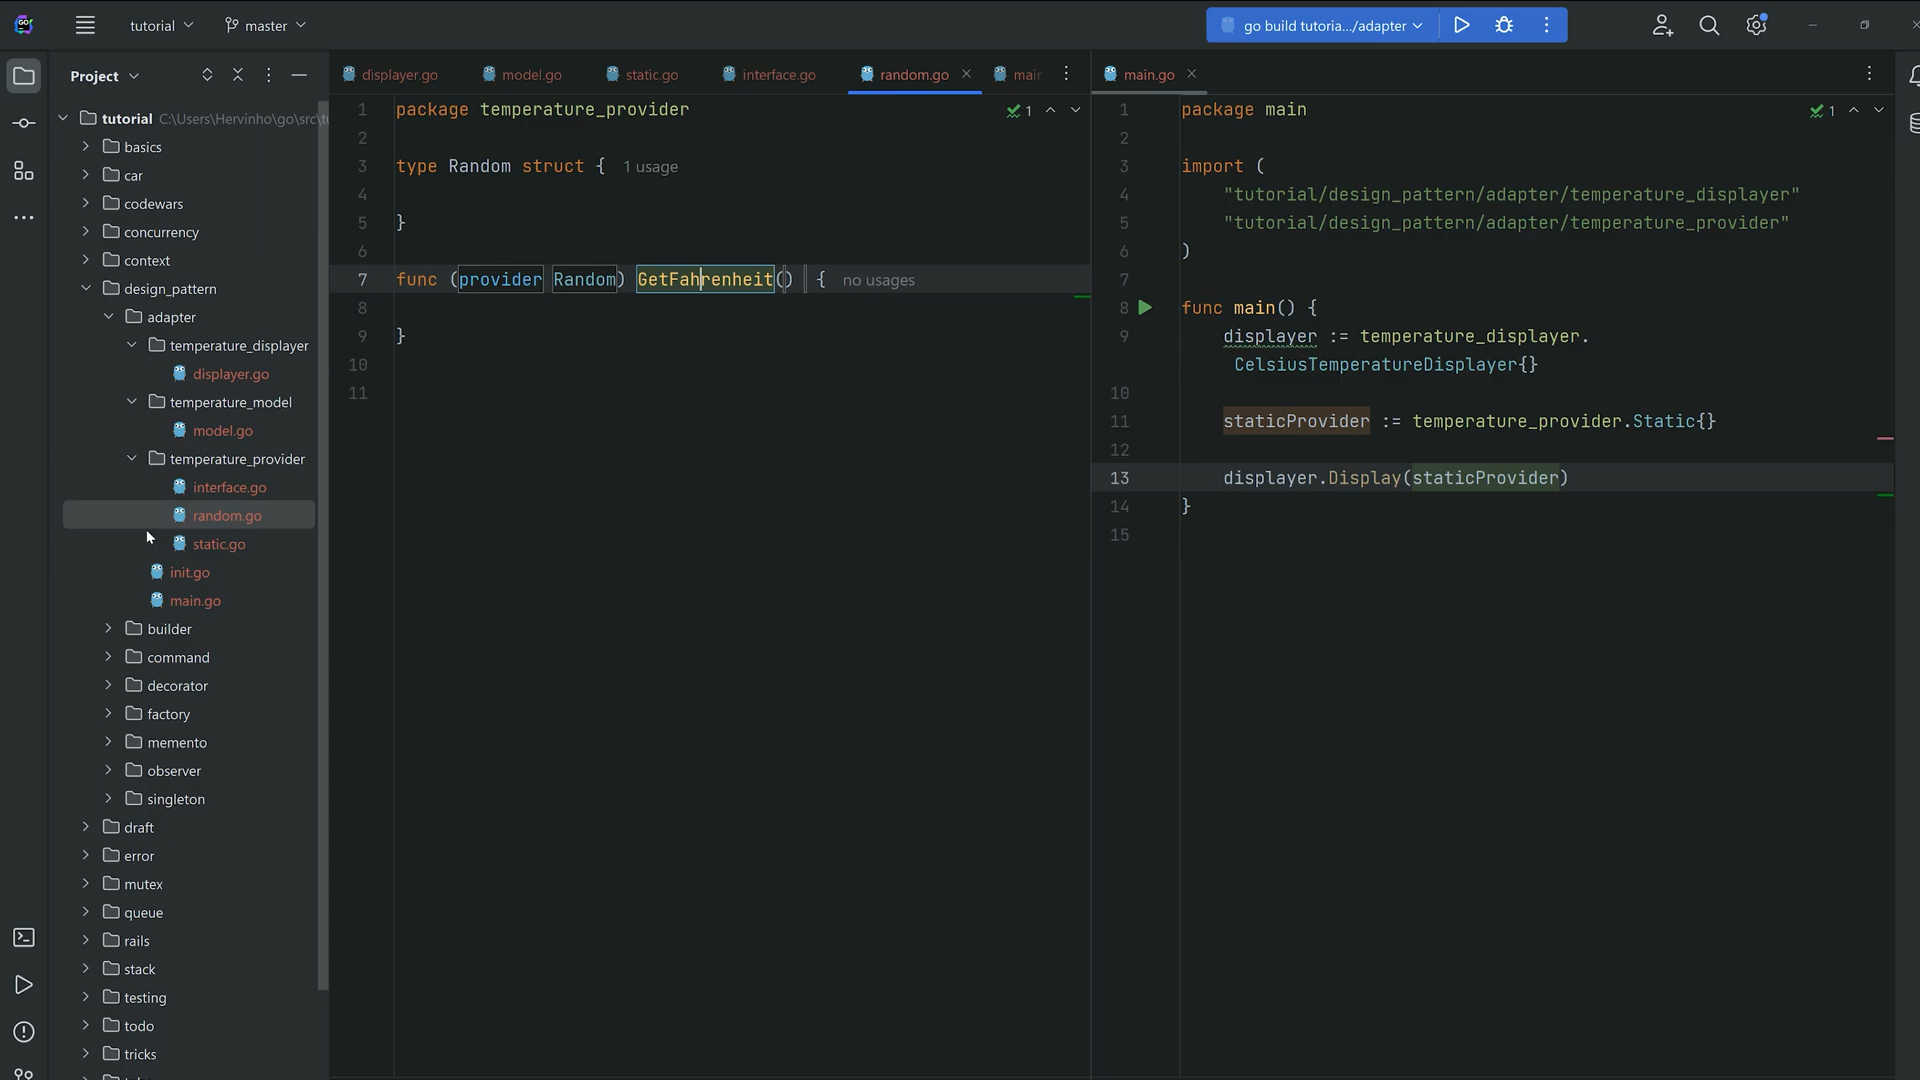 GO
tutorial
master
go build tutoria.../adapter
Project
displayer.go
model.go
static.go
interface.go
random.go
main.go
tutorial C:\Users\Hervinho\go\src\
basics
car
codewars
concurrency
context
design_pattern
adapter
temperature_displayer
displayer.go
temperature_model
model.go
temperature_provider
interface.go
random.go
static.go
init.go
main.go
builder
command
decorator
factory
memento
observer
singleton
draft
error
mutex
queue
rails
stack
testing
todo
tricks
1 package temperature_provider
1
2
3 type Random struct { 1 usage
4
5 }
6
7 func (provider Random) GetFahrenheit() { no usages
8
9 }
10
11
1 package main
1
2
3 import (
4 "tutorial/design_pattern/adapter/temperature_displayer"
5 "tutorial/design_pattern/adapter/temperature_provider"
6 )
7
8 func main() {
9 displayer := temperature_displayer.
CelsiusTemperatureDisplayer{}
10
11 staticProvider := temperature_provider.Static{}
12
13 displayer.Display(staticProvider)
14 }
15